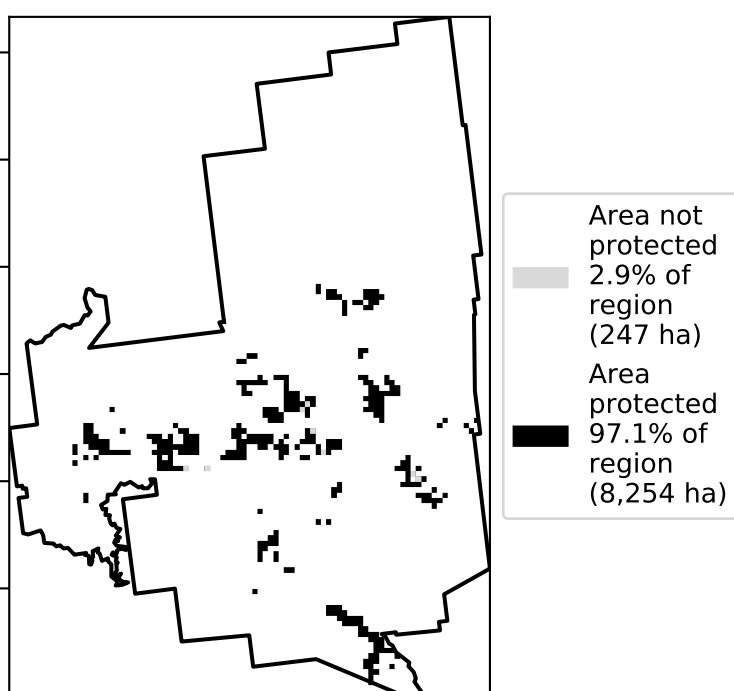 Area not
protected
2.9% of
region
(247 ha)
Area
protected
97.1% of
region
(8,254 ha)